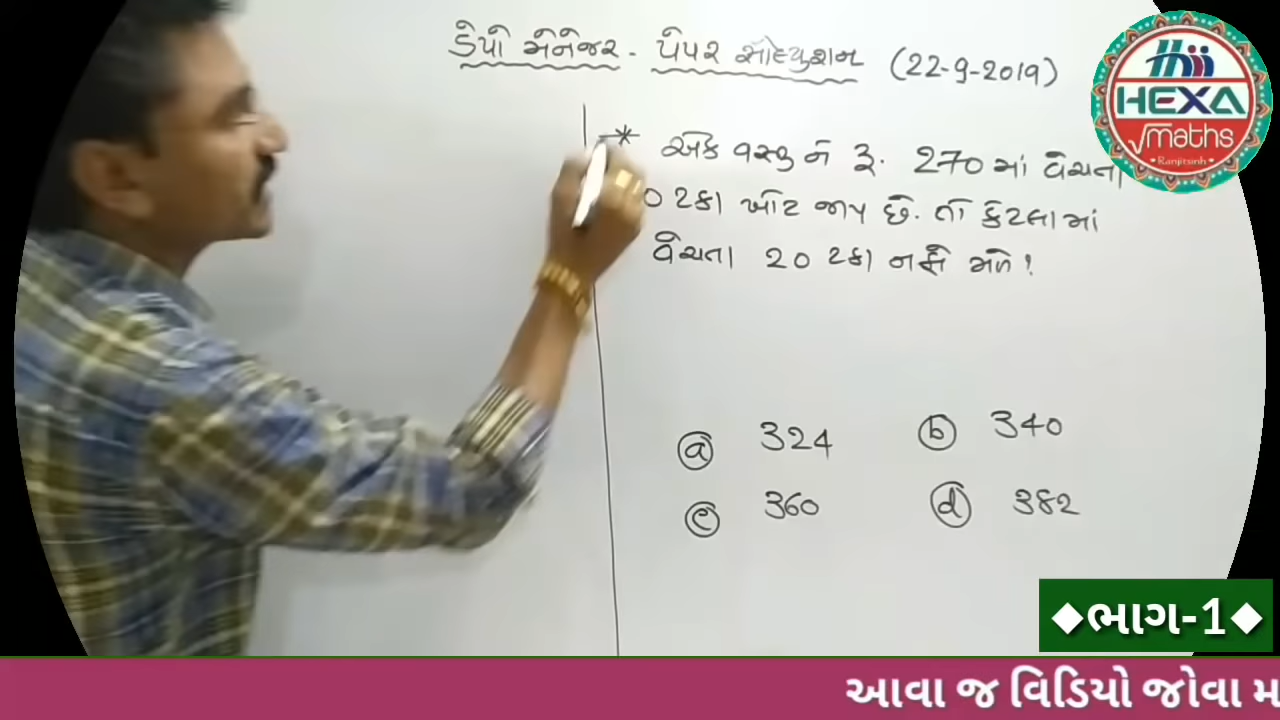 ડેપો મેનેજર - પેપર સોલ્યુશન (22-9-2019)
* એક વસ્તુ ને રૂ. 270 માં વેચતા
0 ટકા ખોટ જાય છે. તો કેટલામાં
વેચતા 20 ટકા નફો મળે ?
(a) 324 (b) 340
(c) 360 (d) 382
HEXA
√maths
Ranjitsinh
◆ભાગ-1◆
આવા જ વિડિયો જોવા મ